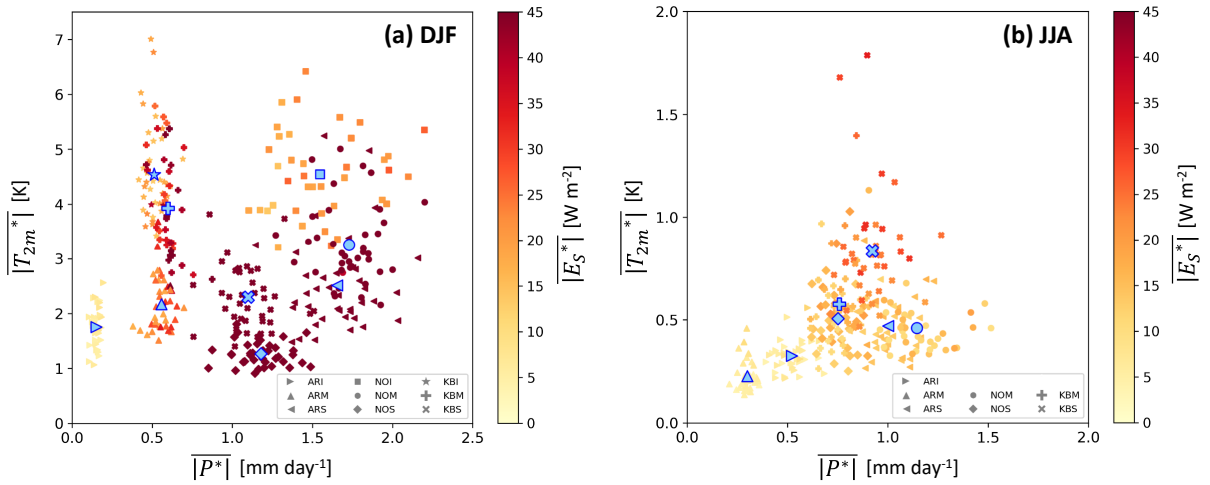 (a) DJF
7
6
5
4
3
2
1
0
|T₂ₘ*| [K]
0.0 0.5 1.0 1.5 2.0 2.5
|P*| [mm day⁻¹]
ARI NOI KBI
ARM NOM KBM
ARS NOS KBS
45
40
35
30
25
20
15
10
5
0
|E_S*| [W m⁻²]
(b) JJA
2.0
1.5
1.0
0.5
0.0
|T₂ₘ*| [K]
0.0 0.5 1.0 1.5 2.0
|P*| [mm day⁻¹]
ARI
ARM NOM KBM
ARS NOS KBS
45
40
35
30
25
20
15
10
5
0
|E_S*| [W m⁻²]